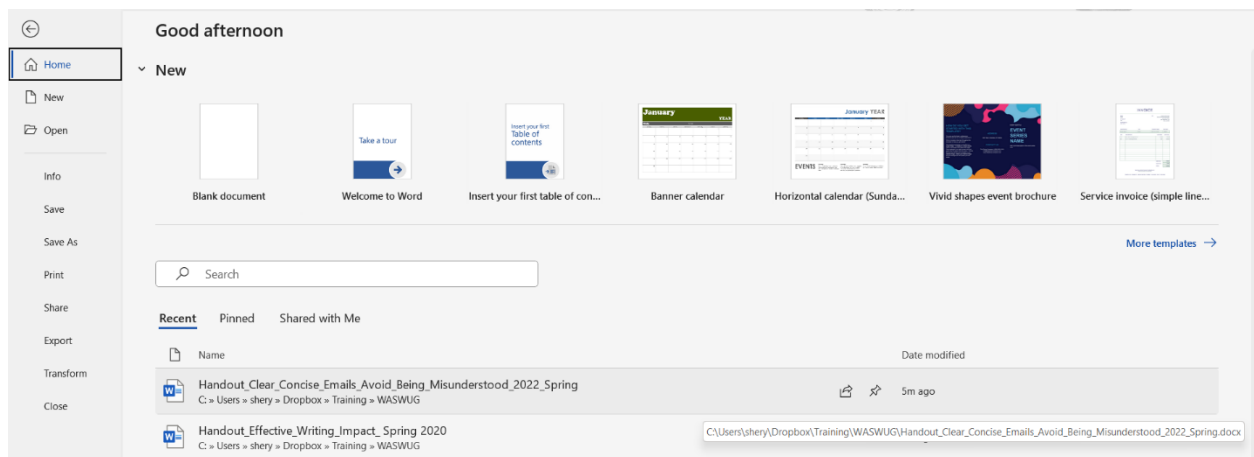 Good afternoon
Home
New
Open
Info
Save
Save As
Print
Share
Export
Transform
Close
New
Take a tour
Insert your first
Table of
contents
January
YEAR
January YEAR
EVENTS
EVENT
SERIES
NAME
Blank document
Welcome to Word
Insert your first table of con...
Banner calendar
Horizontal calendar (Sunda...
Vivid shapes event brochure
Service invoice (simple line...
More templates
Search
Recent
Pinned
Shared with Me
Name
Date modified
Handout_Clear_Concise_Emails_Avoid_Being_Misunderstood_2022_Spring
C: » Users » shery » Dropbox » Training » WASWUG
5m ago
Handout_Effective_Writing_Impact_ Spring 2020
C: » Users » shery » Dropbox » Training » WASWUG
C:\Users\shery\Dropbox\Training\WASWUG\Handout_Clear_Concise_Emails_Avoid_Being_Misunderstood_2022_Spring.docx